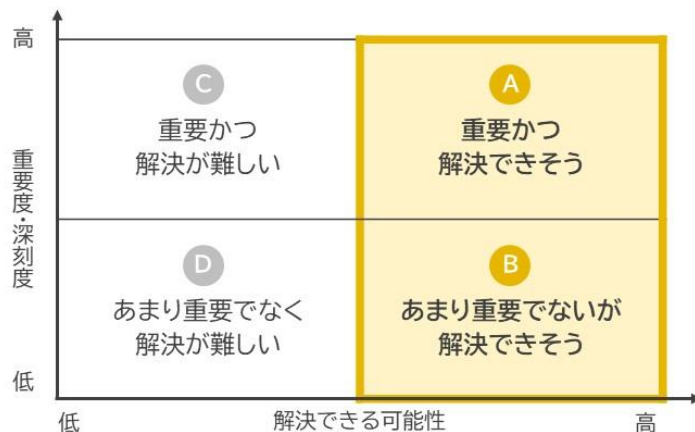 高
重要度・深刻度
低
C
重要かつ
解決が難しい
A
重要かつ
解決できそう
D
あまり重要でなく
解決が難しい
B
あまり重要でないが
解決できそう
低
解決できる可能性
高